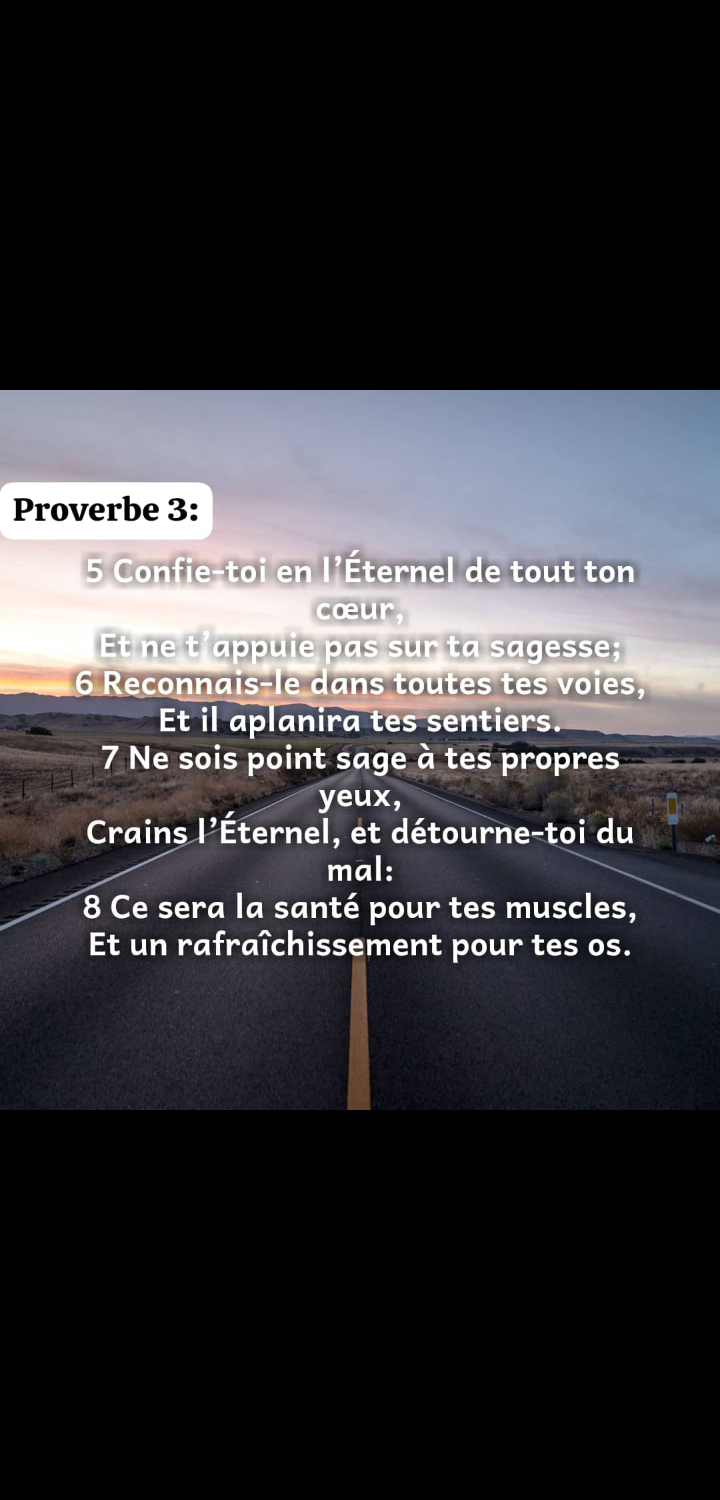 Proverbe 3:
5 Confie-toi en l’Éternel de tout ton
cœur,
Et ne t’appuie pas sur ta sagesse;
6 Reconnais-le dans toutes tes voies,
Et il aplanira tes sentiers.
7 Ne sois point sage à tes propres
yeux,
Crains l’Éternel, et détourne-toi du
mal:
8 Ce sera la santé pour tes muscles,
Et un rafraîchissement pour tes os.